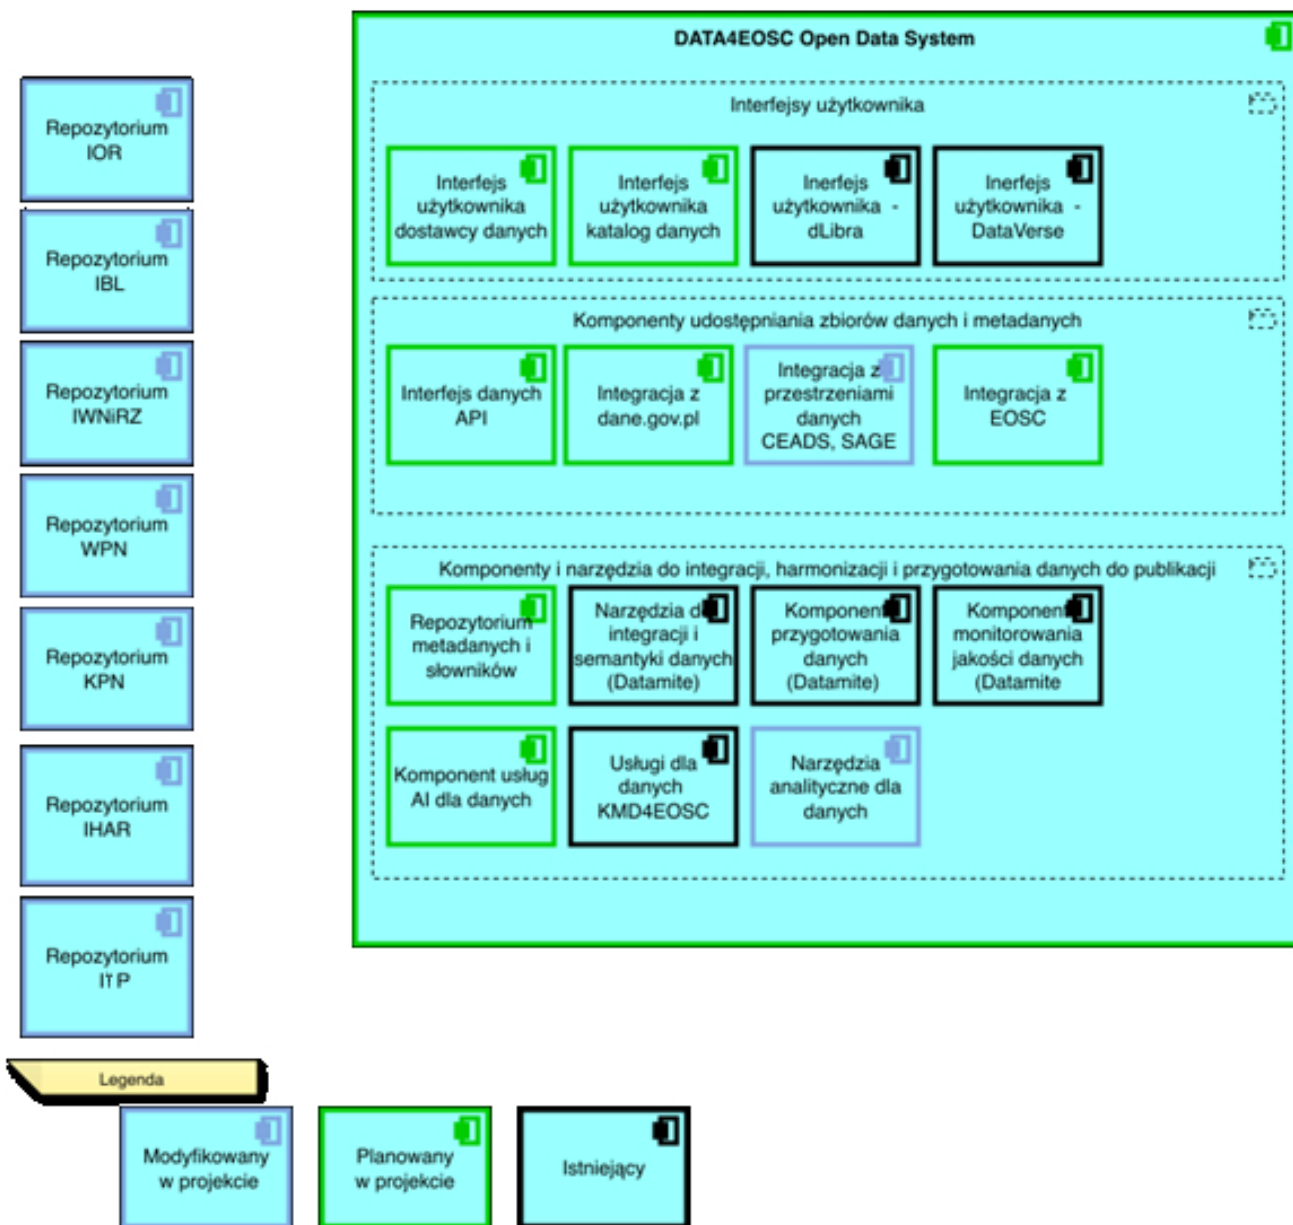 DATA4EOSC Open Data System
Interfejsy użytkownika
Interfejs
użytkownika
dostawcy danych
Interfejs
użytkownika
katalog danych
Inerfejs
użytkownika -
dLibra
Inerfejs
użytkownika -
DataVerse
Komponenty udostępniania zbiorów danych i metadanych
Interfejs danych
API
Integracja z
dane.gov.pl
Integracja z
przestrzeniami
danych
CEADS, SAGE
Integracja z
EOSC
Komponenty i narzędzia do integracji, harmonizacji i przygotowania danych do publikacji
Repozytorium
metadanych i
słowników
Narzędzia do
integracji i
semantyki danych
(Datamite)
Komponent
przygotowania
danych
(Datamite)
Komponent
monitorowania
jakości danych
(Datamite
Komponent usług
AI dla danych
Usługi dla
danych
KMD4EOSC
Narzędzia
analityczne dla
danych
Repozytorium
IOR
Repozytorium
IBL
Repozytorium
IWNiRZ
Repozytorium
WPN
Repozytorium
KPN
Repozytorium
IHAR
Repozytorium
ITP
Legenda
Modyfikowany
w projekcie
Planowany
w projekcie
Istniejący